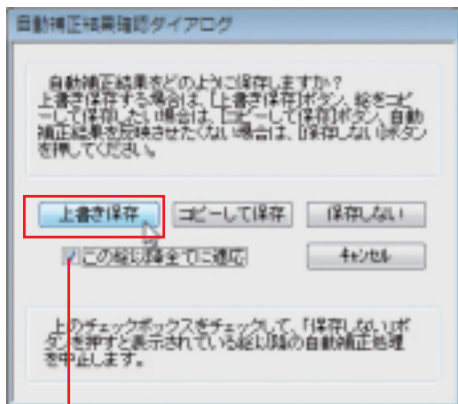 自動補正結果確認ダイアログ
自動補正結果をどのように保存しますか？
上書き保存する場合は、[上書き保存]ボタン、絵をコピ
ーして保存したい場合は、[コピーして保存]ボタン、自動
補正結果を反映させたくない場合は、[保存しない]ボタン
を押してください。
上書き保存 コピーして保存 保存しない
この絵以降全てに適応 キャンセル
上のチェックボックスをチェックして、「保存しない」ボ
タンを押すと表示されている絵以降の自動補正処理
を中止します。